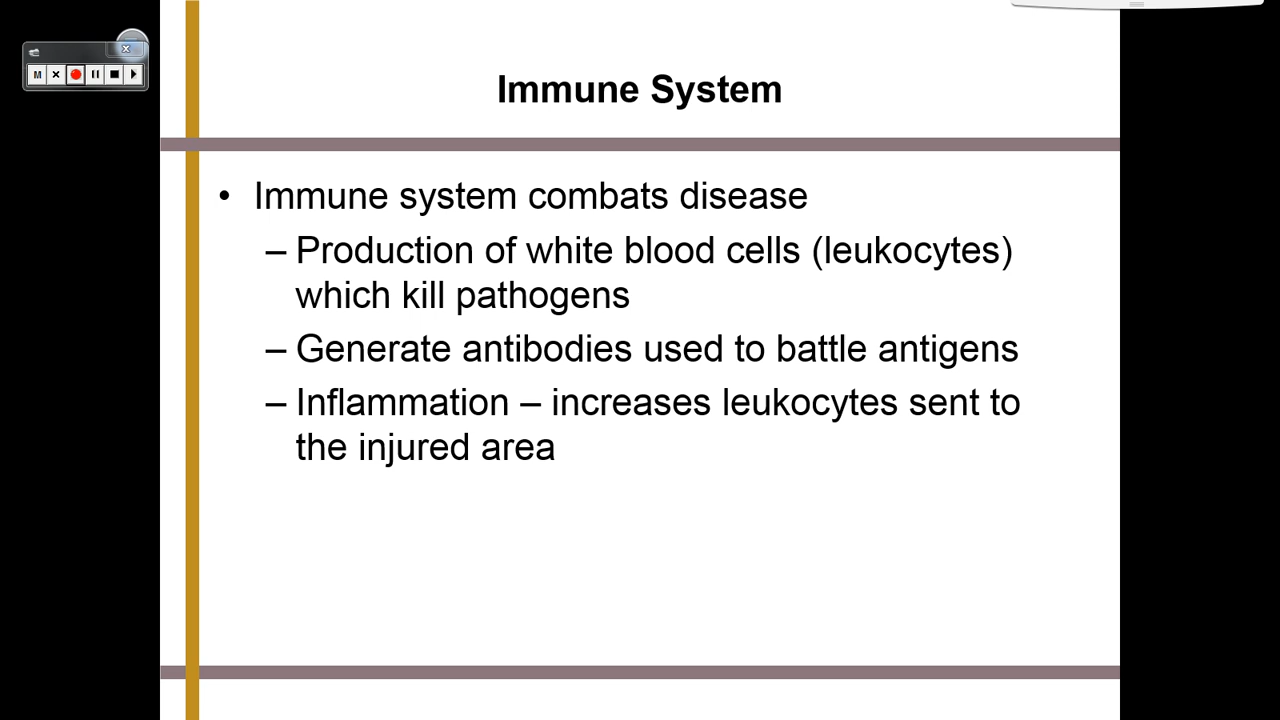 M
Immune System
• Immune system combats disease
– Production of white blood cells (leukocytes)
which kill pathogens
– Generate antibodies used to battle antigens
– Inflammation – increases leukocytes sent to
the injured area